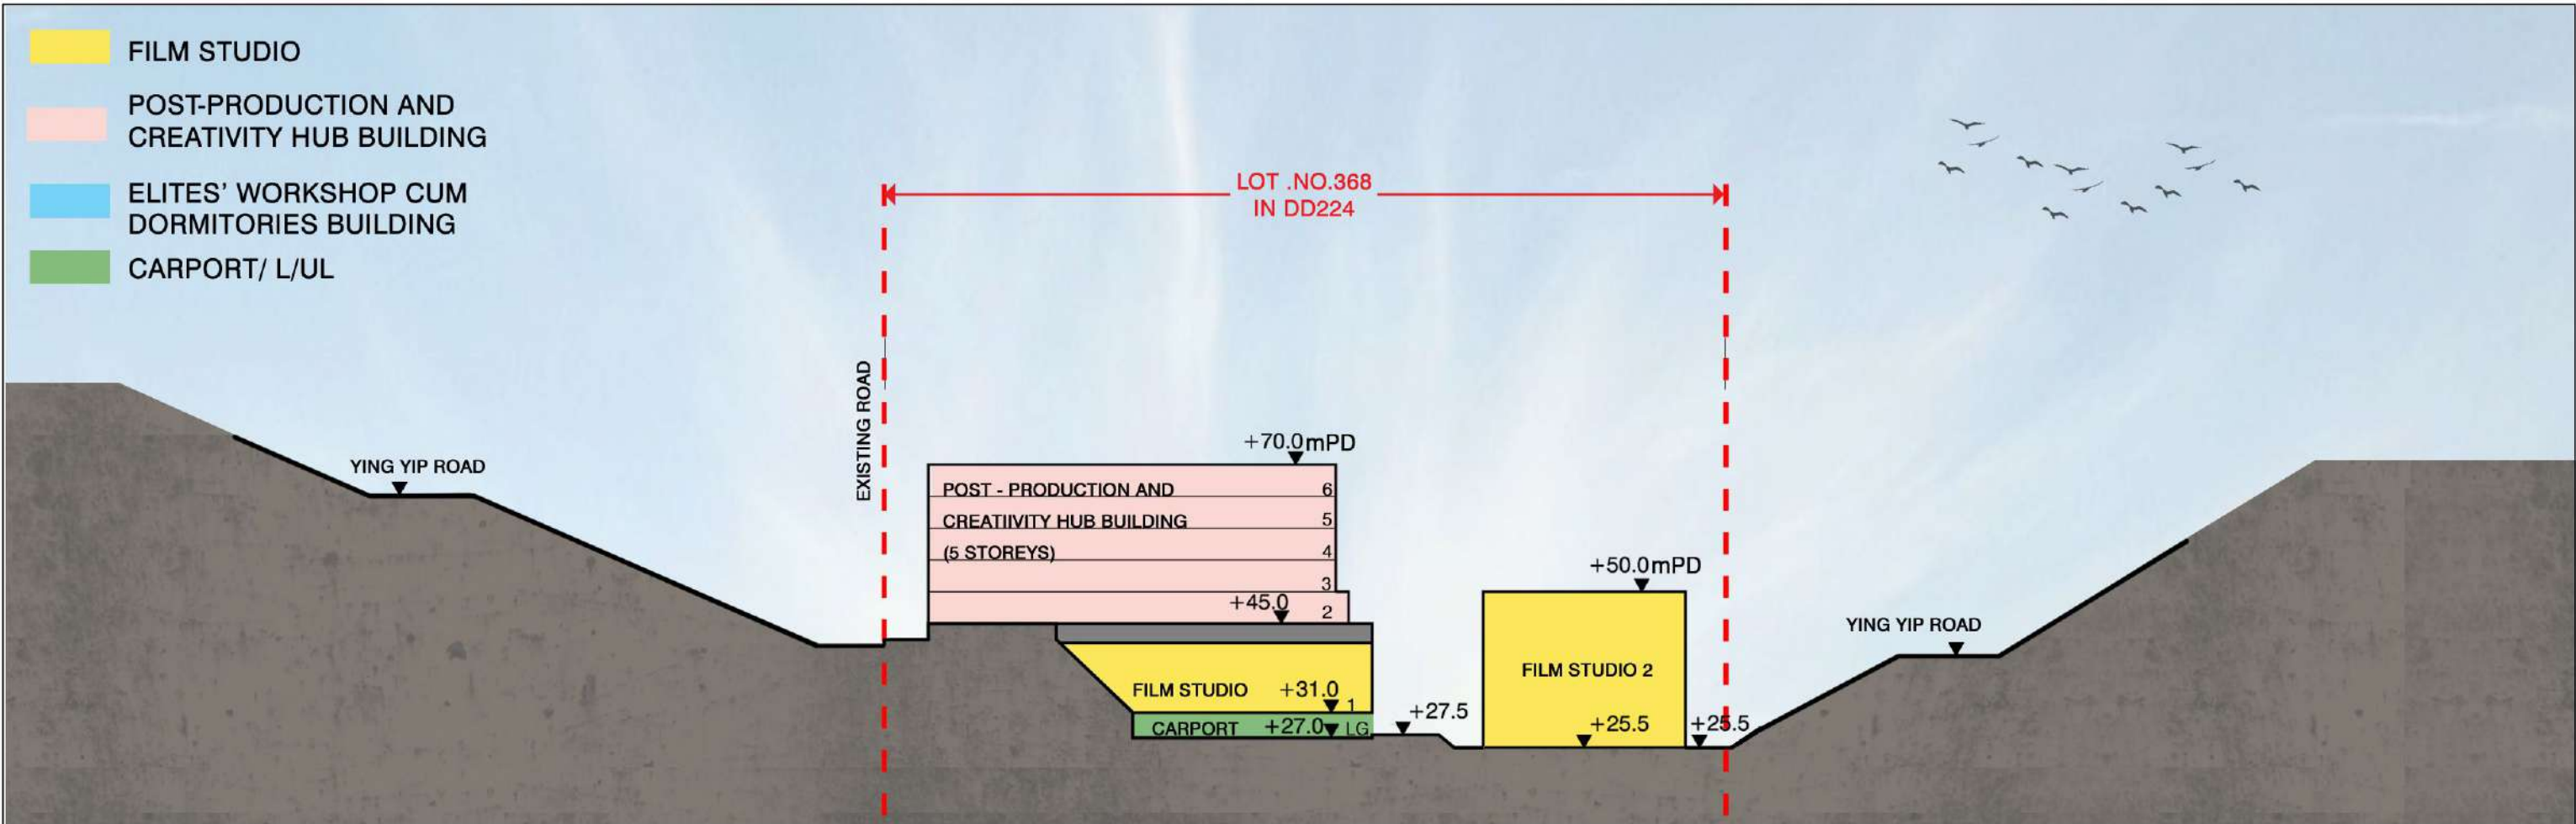 FILM STUDIO
POST-PRODUCTION AND
CREATIVITY HUB BUILDING
ELITES' WORKSHOP CUM
DORMITORIES BUILDING
CARPORT/ L/UL
LOT .NO.368
IN DD224
EXISTING ROAD
YING YIP ROAD
+70.0mPD
POST - PRODUCTION AND 6
CREATIIVITY HUB BUILDING 5
(5 STOREYS) 4
3
+45.0 2
FILM STUDIO +31.0 1
CARPORT +27.0 LG
+27.5
+50.0mPD
FILM STUDIO 2
+25.5
+25.5
YING YIP ROAD